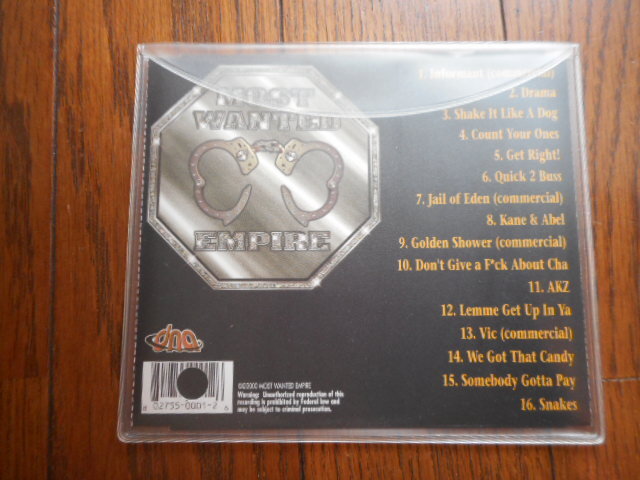 MOST
WANTED
EMPIRE
1. Informant (commercial)
2. Drama
3. Shake It Like A Dog
4. Count Your Ones
5. Get Right!
6. Quick 2 Buss
7. Jail of Eden (commercial)
8. Kane & Abel
9. Golden Shower (commercial)
10. Don't Give a F*ck About Cha
11. AKZ
12. Lemme Get Up In Ya
13. Vic (commercial)
14. We Got That Candy
15. Somebody Gotta Pay
16. Snakes
dna
©2000 MOST WANTED EMPIRE
Warning: Unauthorized reproduction of this
recording is prohibited by Federal law and
may be subject to criminal prosecution.